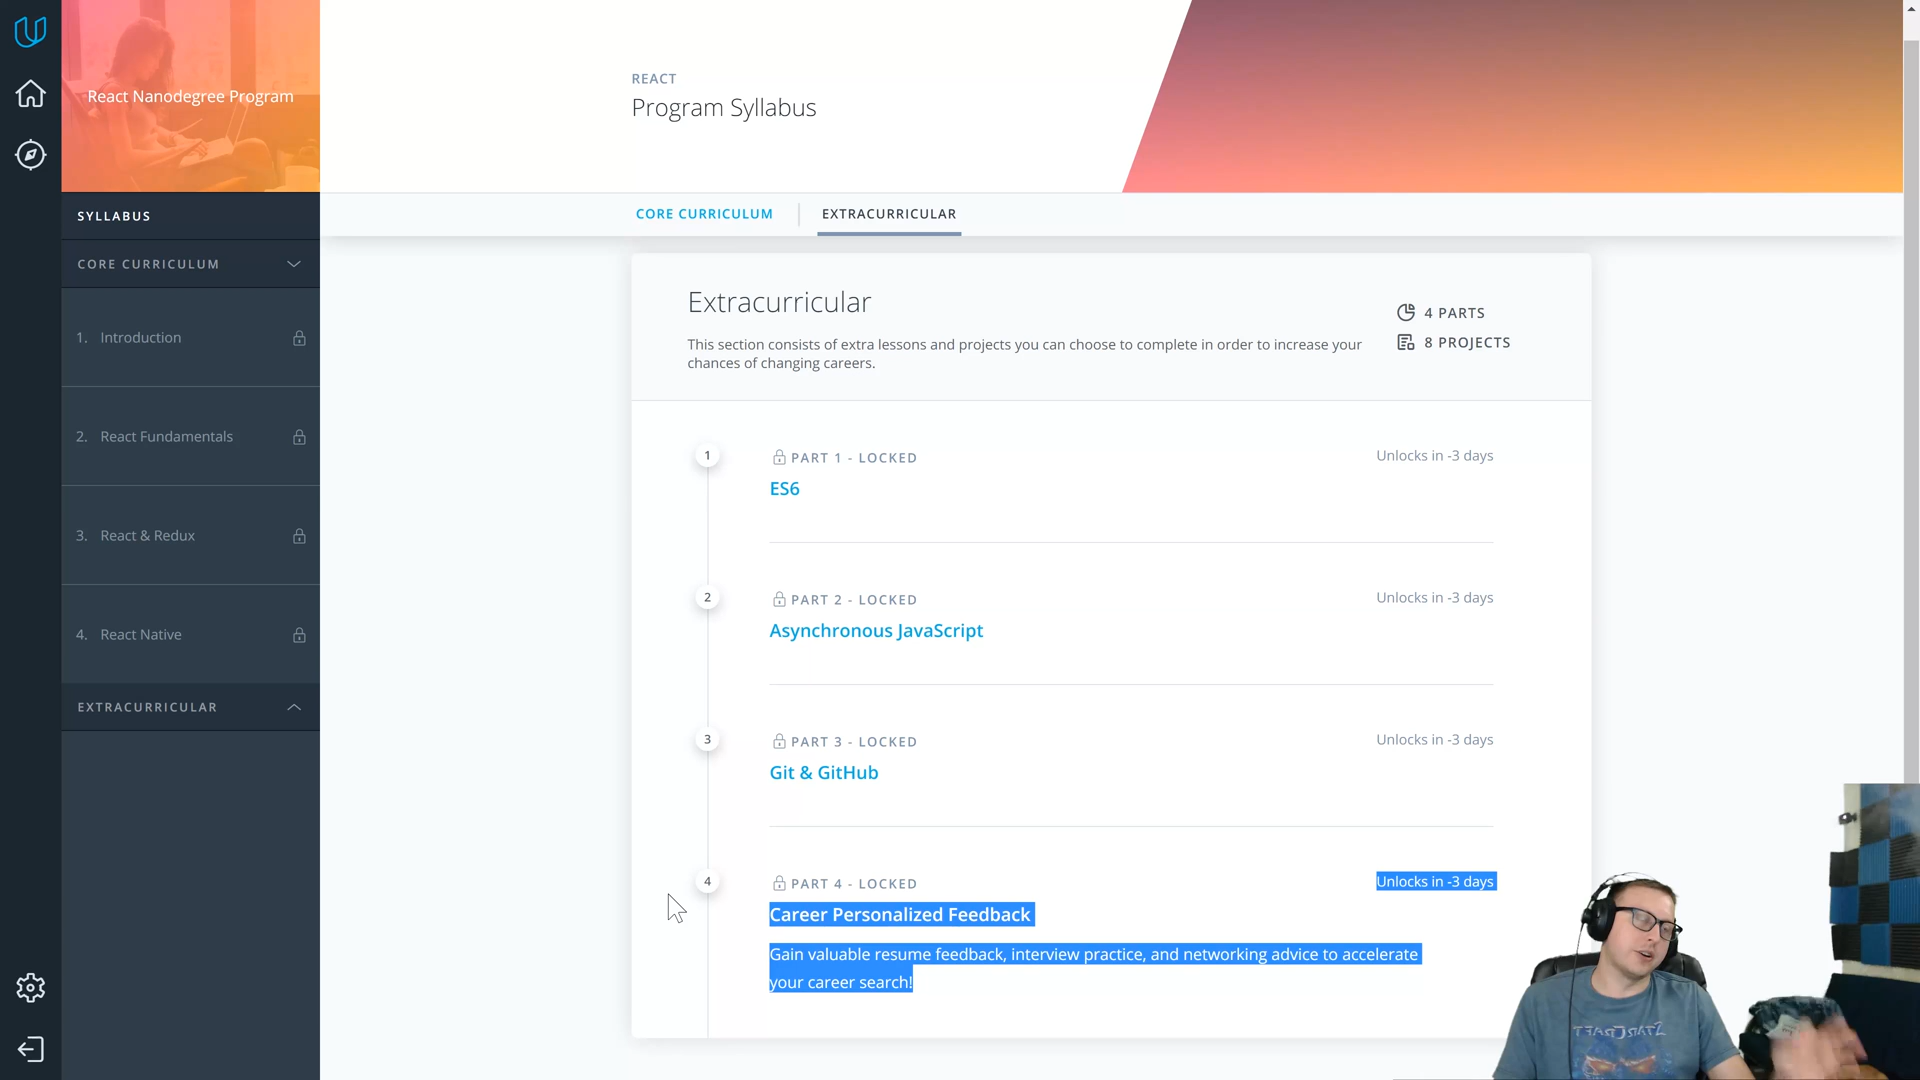 React Nanodegree Program
SYLLABUS
CORE CURRICULUM
1. Introduction
2. React Fundamentals
3. React & Redux
4. React Native
EXTRACURRICULAR
REACT
Program Syllabus
CORE CURRICULUM
EXTRACURRICULAR
Extracurricular
This section consists of extra lessons and projects you can choose to complete in order to increase your
chances of changing careers.
4 PARTS
8 PROJECTS
1
PART 1 - LOCKED
Unlocks in -3 days
ES6
2
PART 2 - LOCKED
Unlocks in -3 days
Asynchronous JavaScript
3
PART 3 - LOCKED
Unlocks in -3 days
Git & GitHub
4
PART 4 - LOCKED
Unlocks in -3 days
Career Personalized Feedback
Gain valuable resume feedback, interview practice, and networking advice to accelerate
your career search!